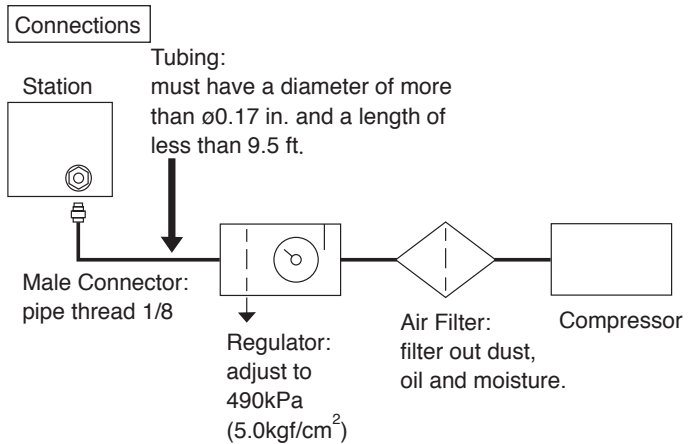 Connections
Tubing:
must have a diameter of more
than ø0.17 in. and a length of
less than 9.5 ft.
Station
Male Connector:
pipe thread 1/8
Regulator:
adjust to
490kPa
(5.0kgf/cm²)
Air Filter:
filter out dust,
oil and moisture.
Compressor